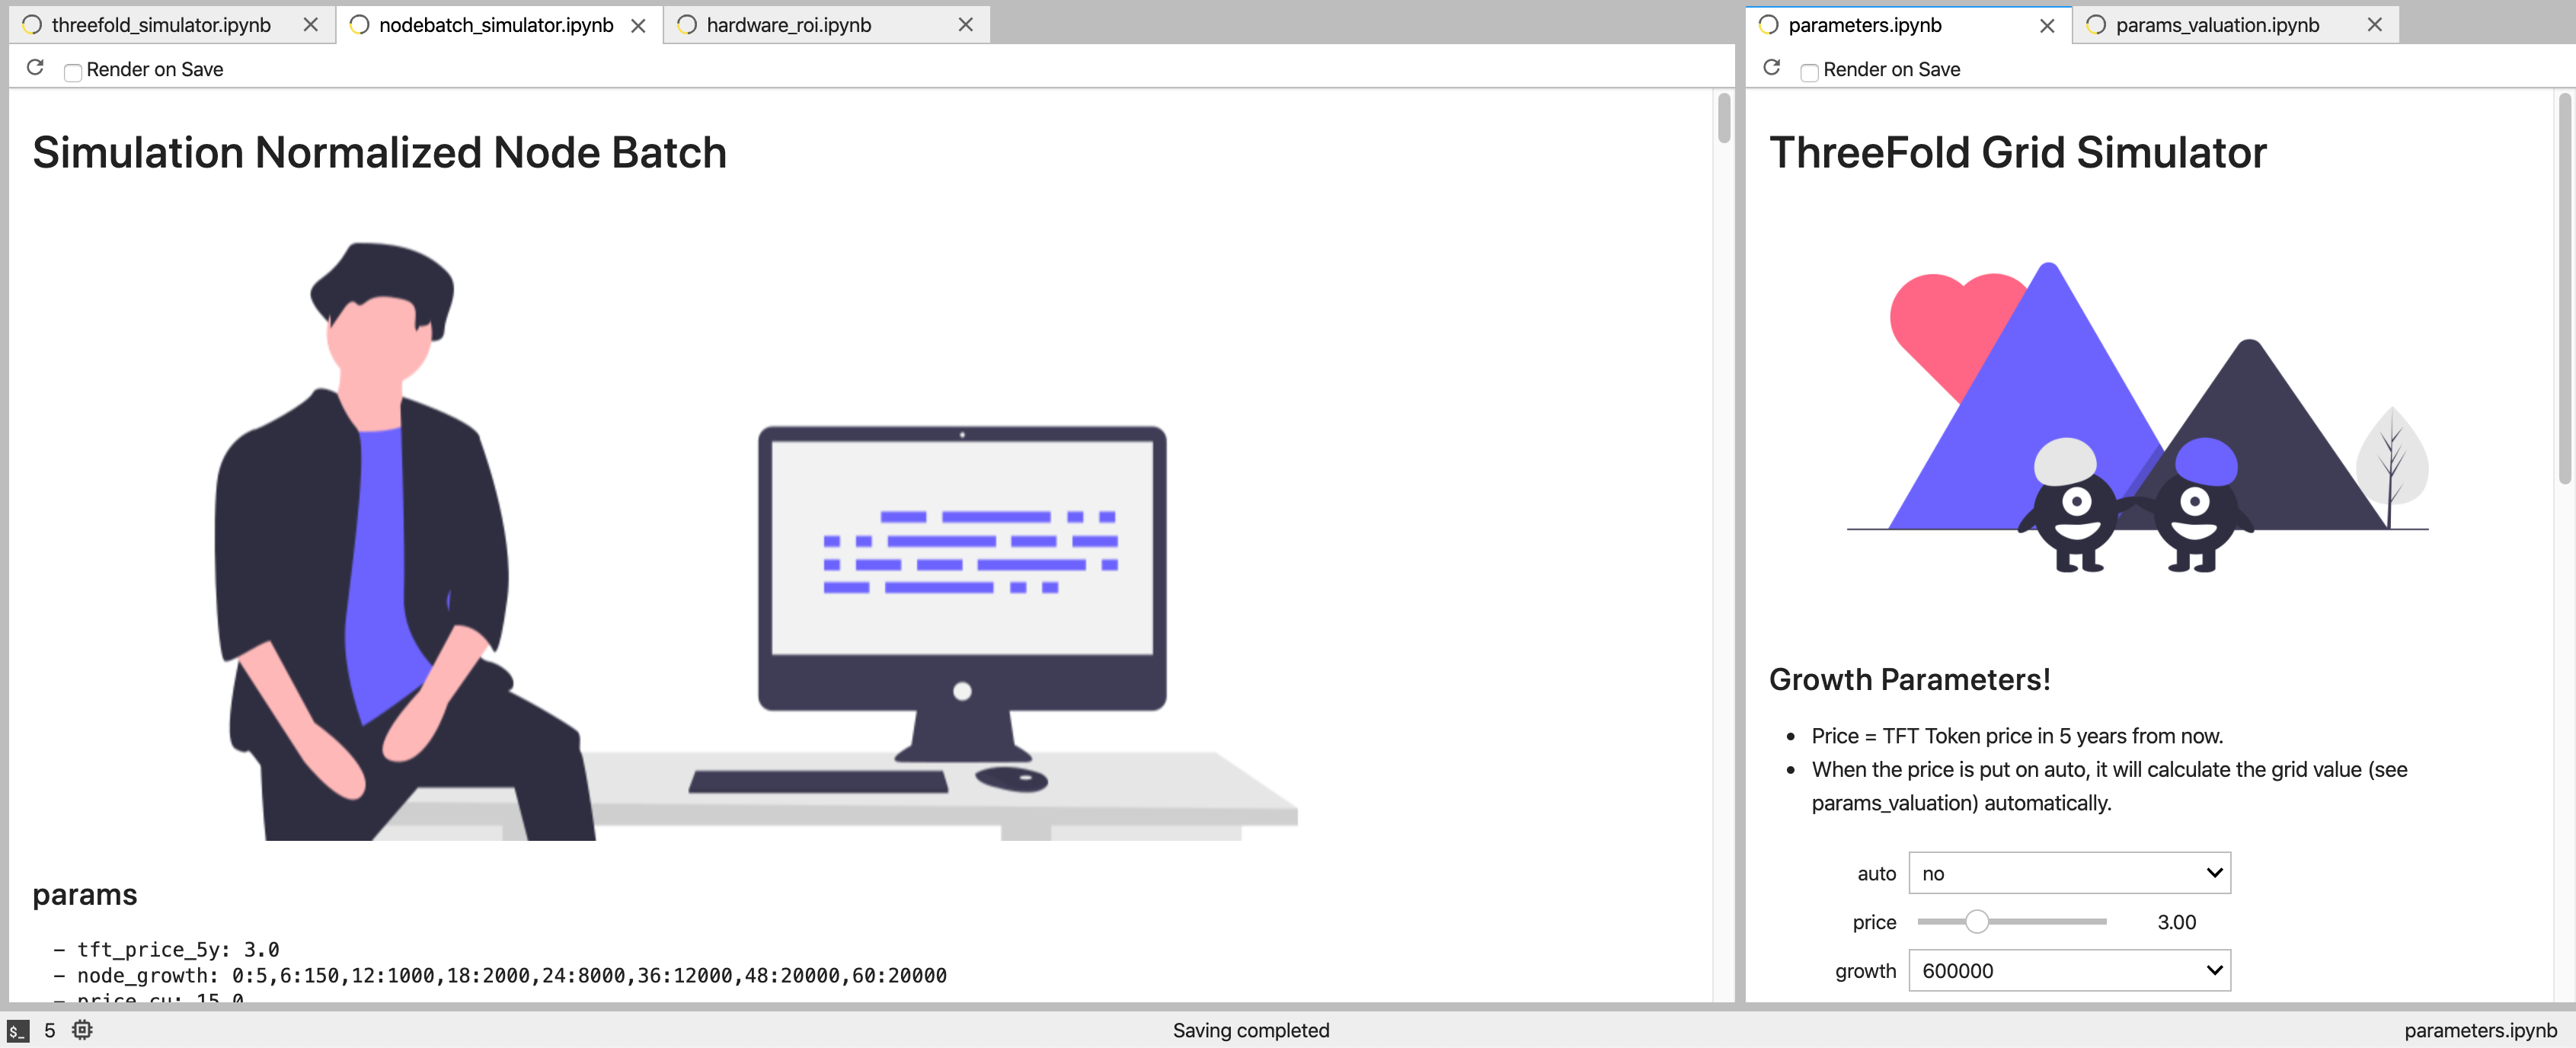 threefold_simulator.ipynb
nodebatch_simulator.ipynb
hardware_roi.ipynb
Render on Save
Simulation Normalized Node Batch
params
– tft_price_5y: 3.0
– node_growth: 0:5,6:150,12:1000,18:2000,24:8000,36:12000,48:20000,60:20000
– price_cu: 15.0
parameters.ipynb
params_valuation.ipynb
Render on Save
ThreeFold Grid Simulator
Growth Parameters!
• Price = TFT Token price in 5 years from now.
• When the price is put on auto, it will calculate the grid value (see
params_valuation) automatically.
auto no
price 3.00
growth 600000
$_ 5
Saving completed
parameters.ipynb